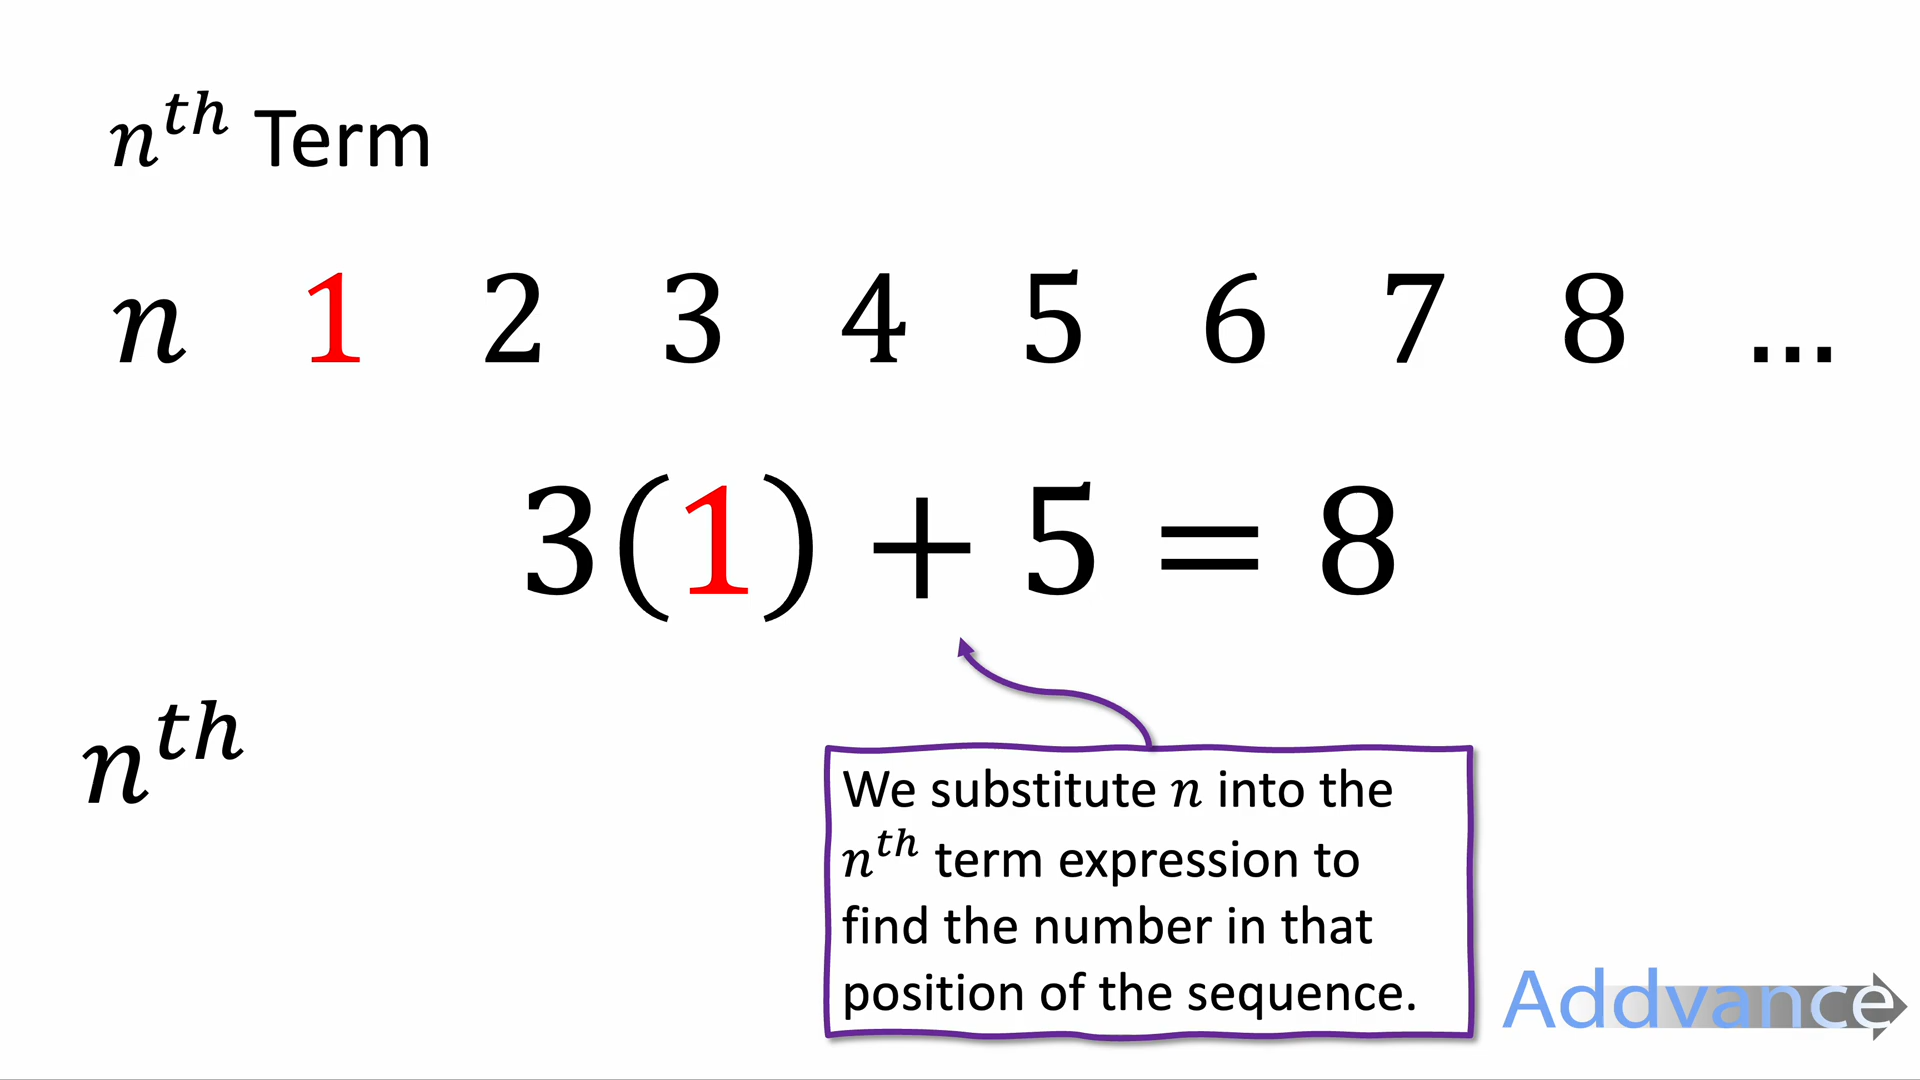 nᵗʰ Term
n 1 2 3 4 5 6 7 8 ...
3(1) + 5 = 8
nᵗʰ
We substitute n into the
nᵗʰ term expression to
find the number in that
position of the sequence.
Addvance